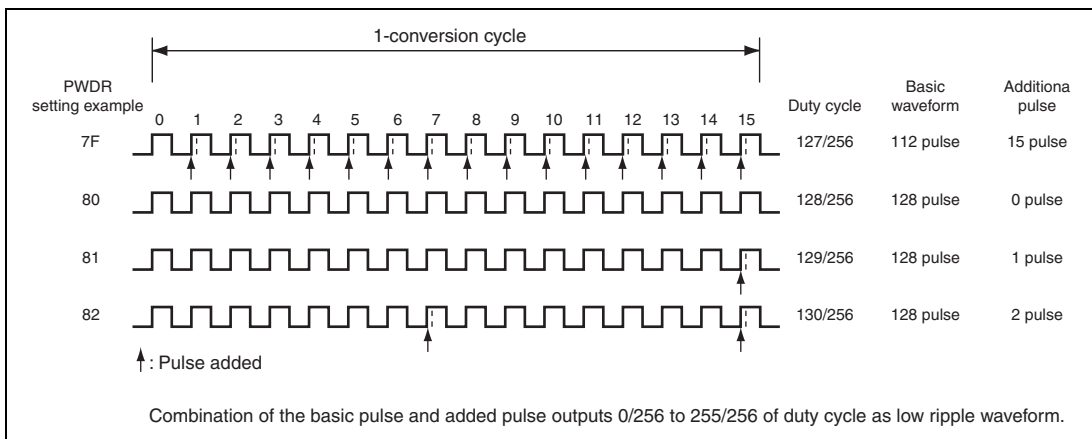 1-conversion cycle
PWDR
setting example
Duty cycle
Basic
waveform
Additiona
pulse
0 1 2 3 4 5 6 7 8 9 10 11 12 13 14 15
7F 127/256 112 pulse 15 pulse
80 128/256 128 pulse 0 pulse
81 129/256 128 pulse 1 pulse
82 130/256 128 pulse 2 pulse
: Pulse added
Combination of the basic pulse and added pulse outputs 0/256 to 255/256 of duty cycle as low ripple waveform.